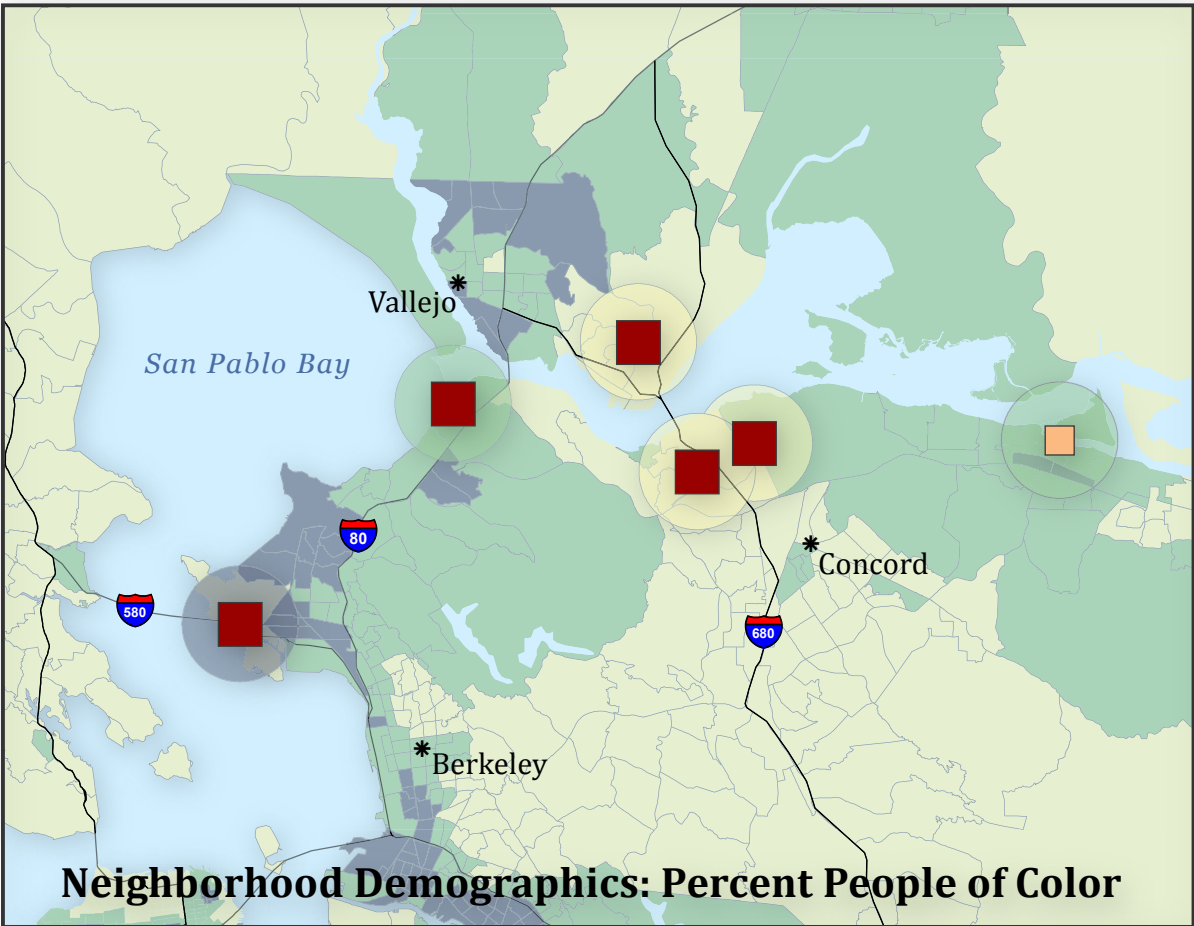 Vallejo
San Pablo Bay
80
Concord
580
680
Berkeley
Neighborhood Demographics: Percent People of Color